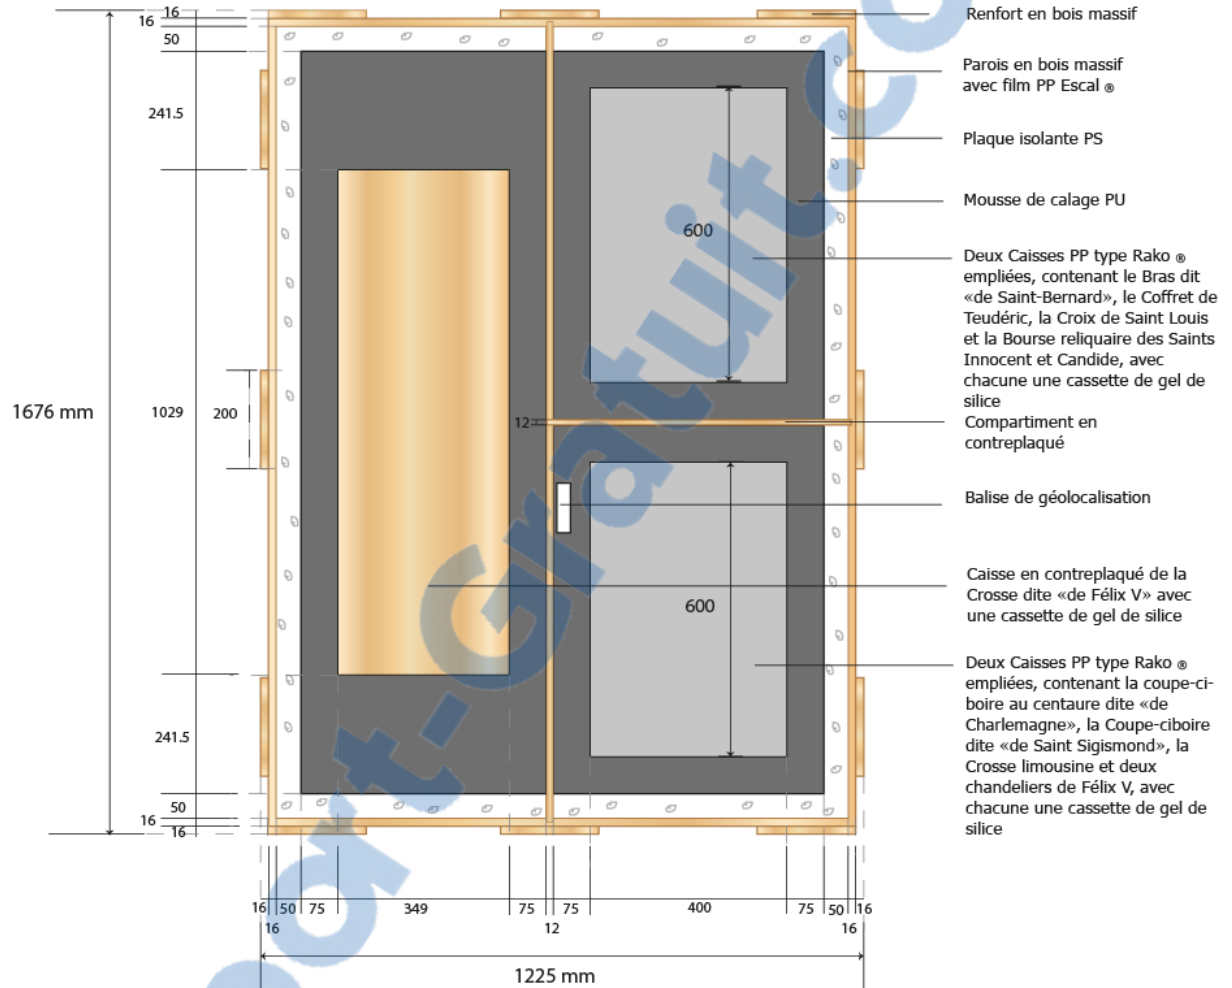 16
16
50
241.5
1676 mm
1029
200
241.5
50
16
16
600
12
600
16
50
75
349
75
75
400
75
50
16
16
12
16
1225 mm
Renfort en bois massif
Parois en bois massif
avec film PP Escal ®
Plaque isolante PS
Mousse de calage PU
Deux Caisses PP type Rako ®
empliées, contenant le Bras dit
«de Saint-Bernard», le Coffret de
Teudéric, la Croix de Saint Louis
et la Bourse reliquaire des Saints
Innocent et Candide, avec
chacune une cassette de gel de
silice
Compartiment en
contreplaqué
Balise de géolocalisation
Caisse en contreplaqué de la
Crosse dite «de Félix V» avec
une cassette de gel de silice
Deux Caisses PP type Rako ®
empliées, contenant la coupe-ci-
boire au centaure dite «de
Charlemagne», la Coupe-ciboire
dite «de Saint Sigismond», la
Crosse limousine et deux
chandeliers de Félix V, avec
chacune une cassette de gel de
silice